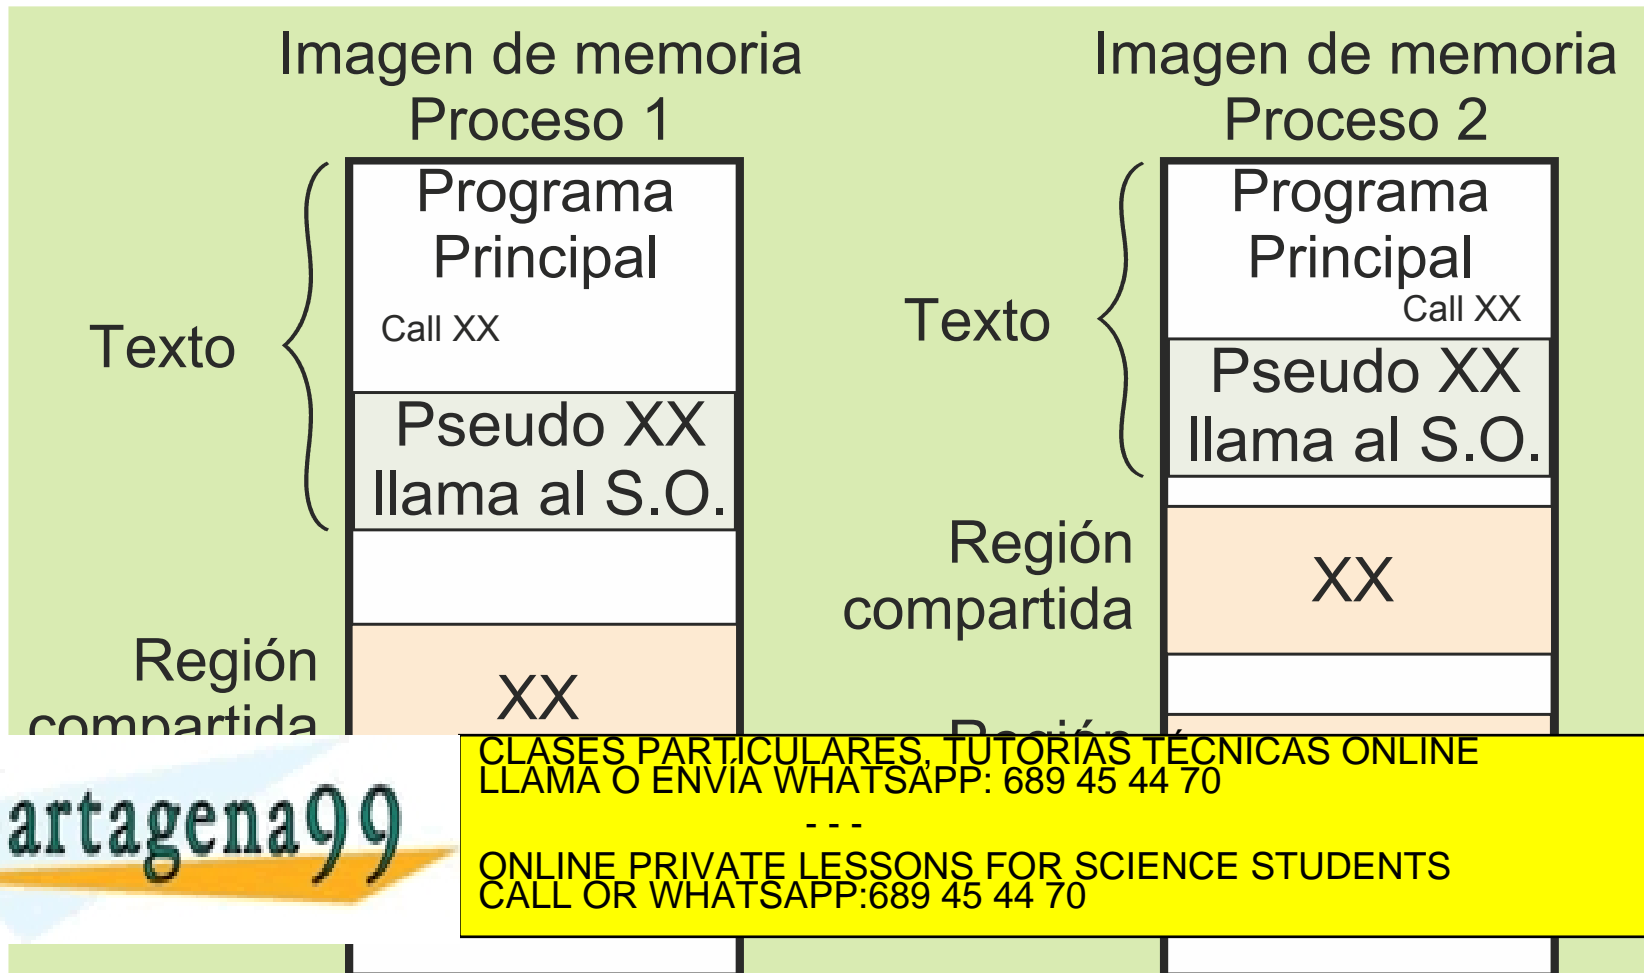 Imagen de memoria
Proceso 1
Programa
Principal
Call XX
Texto
Pseudo XX
llama al S.O.
Región
compartida
XX
Imagen de memoria
Proceso 2
Programa
Principal
Call XX
Texto
Pseudo XX
llama al S.O.
Región
compartida
XX
Región
artagena99
CLASES PARTICULARES, TUTORÍAS TÉCNICAS ONLINE
LLAMA O ENVÍA WHATSAPP: 689 45 44 70
- - -
ONLINE PRIVATE LESSONS FOR SCIENCE STUDENTS
CALL OR WHATSAPP:689 45 44 70